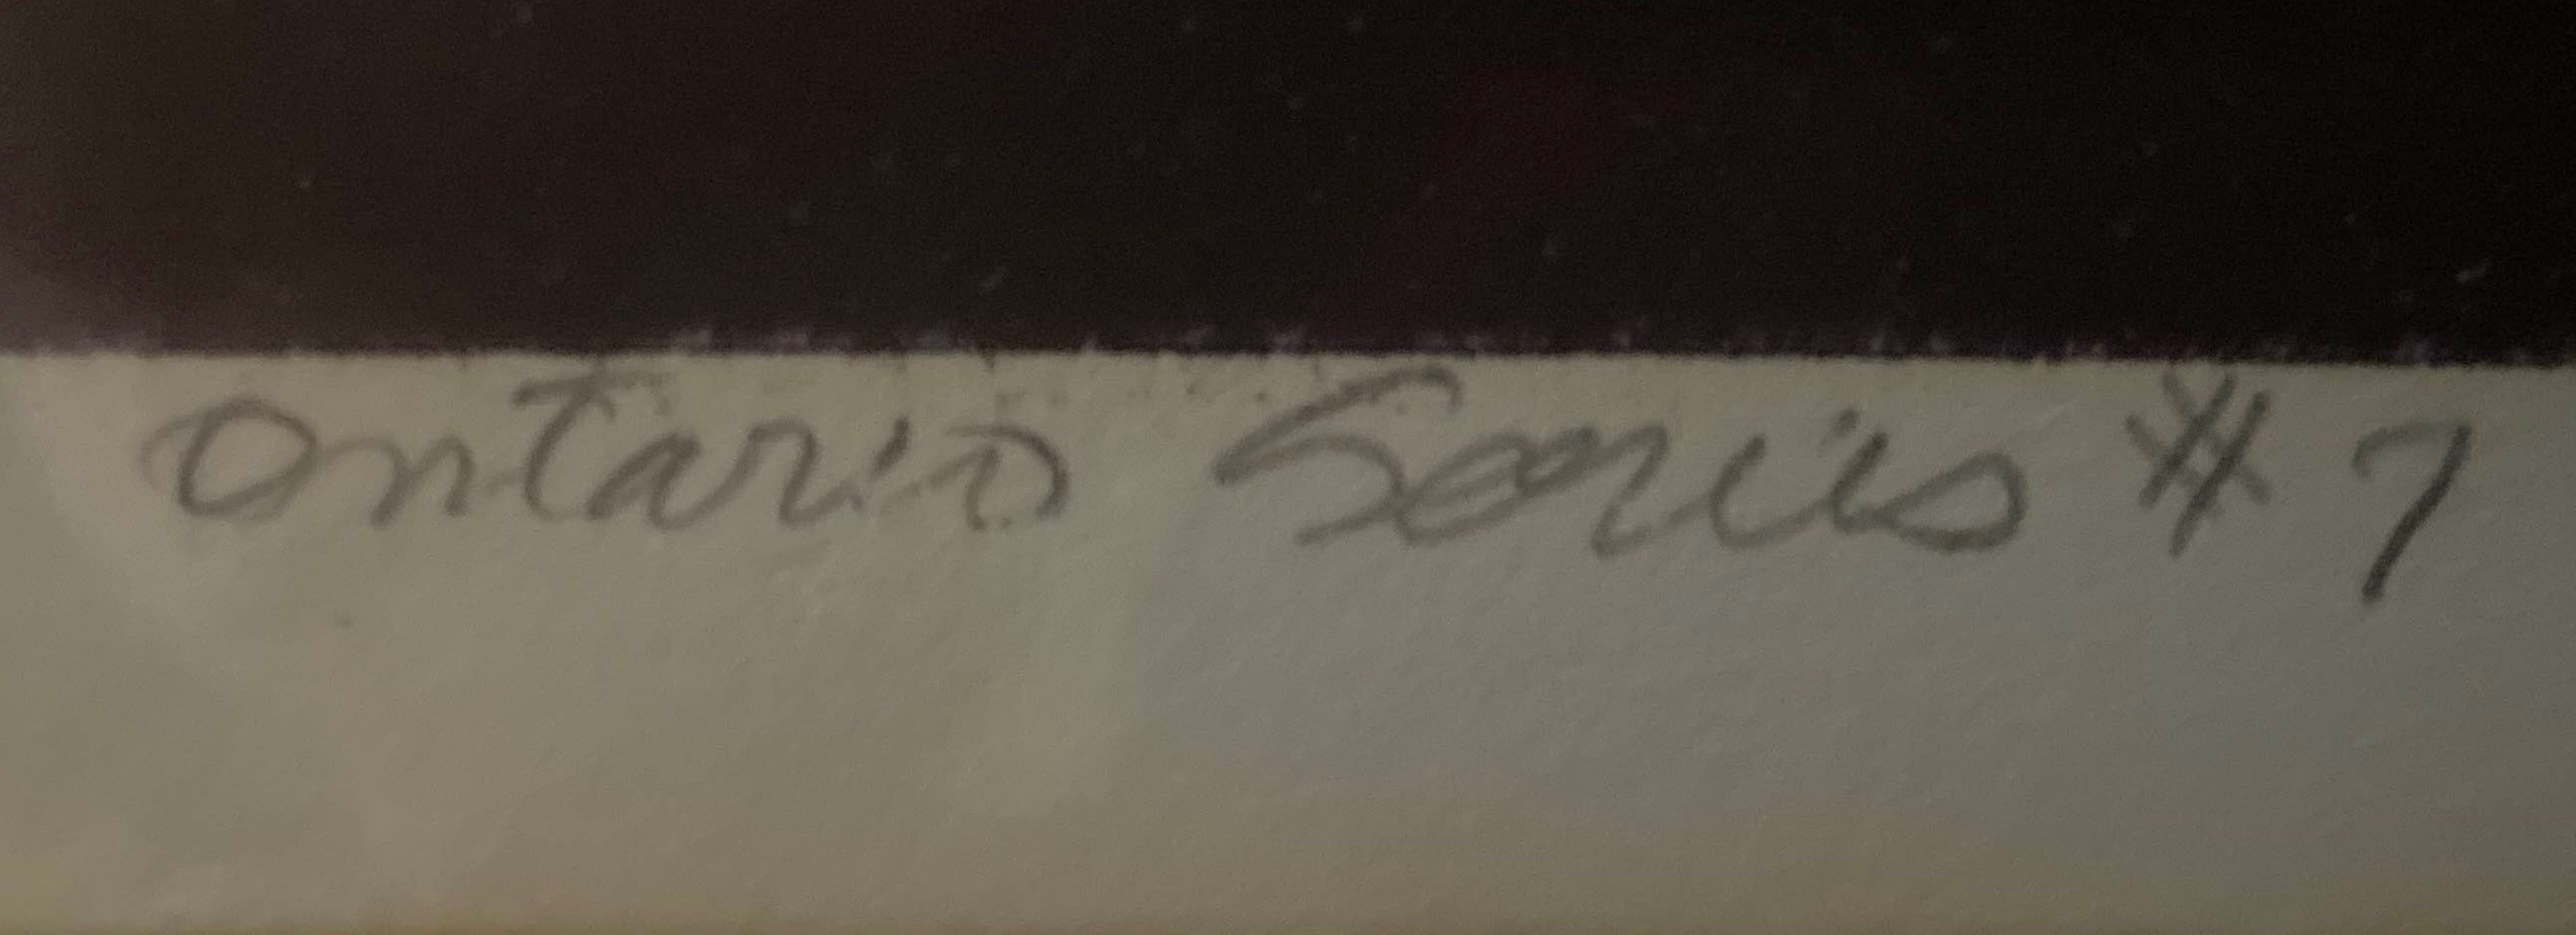 Ontario Series # 7